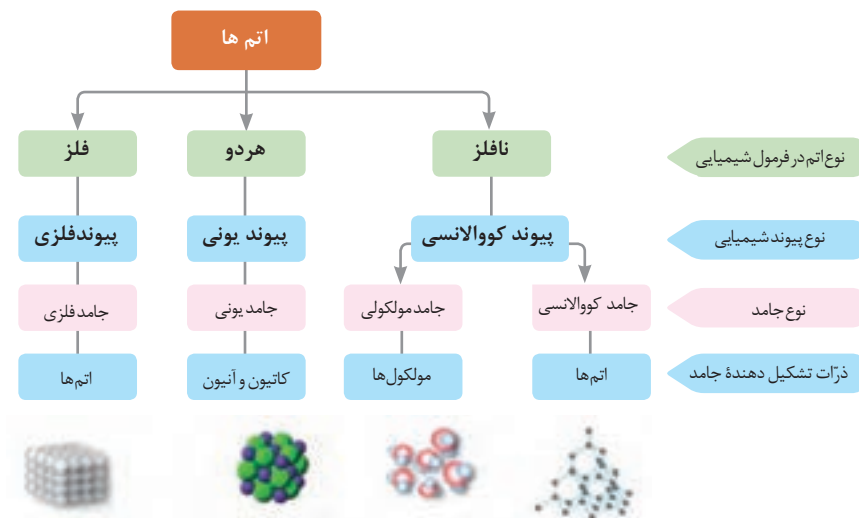 اتم ها
نافلز
هردو
فلز
نوع اتم در فرمول شیمیایی
پیوند کووالانسی
پیوند یونی
پیوندفلزی
نوع پیوند شیمیایی
جامد کووالانسی
جامد مولکولی
جامد یونی
جامد فلزی
نوع جامد
اتم‌ها
مولکول‌ها
کاتیون و آنیون
اتم‌ها
ذرّات تشکیل دهندهٔ جامد